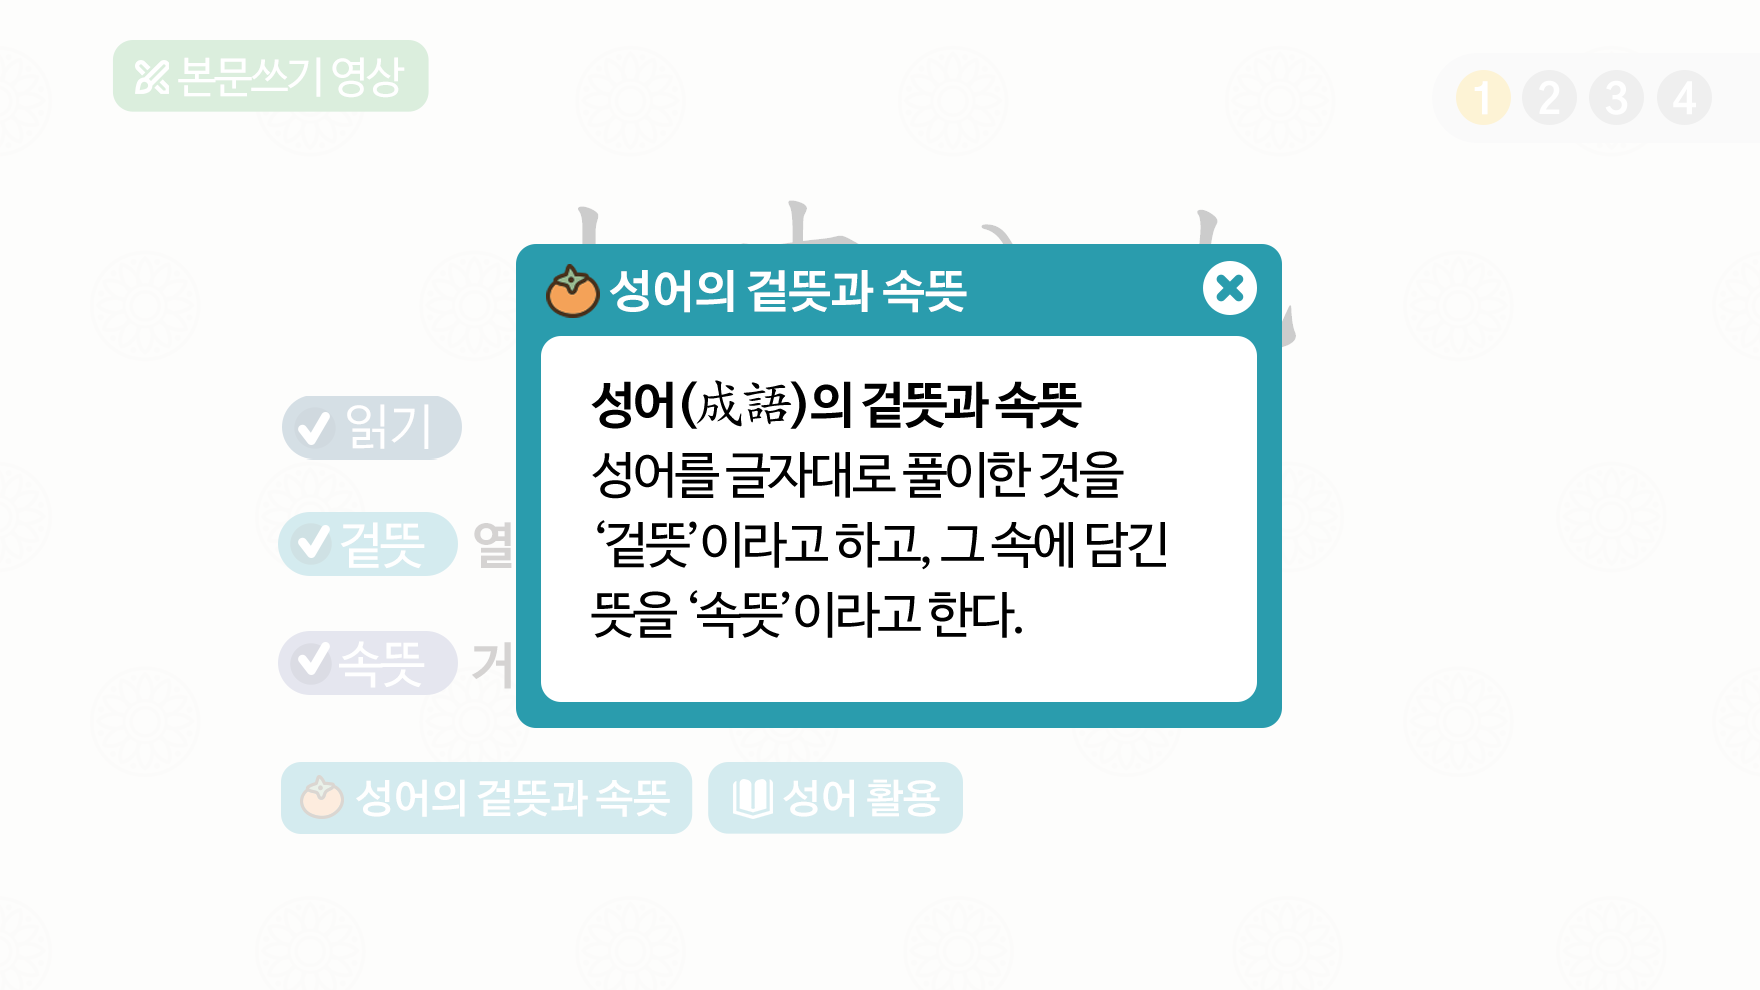 본문쓰기 영상
1 2 3 4
성어의 겉뜻과 속뜻
성어(成語)의 겉뜻과 속뜻
성어를 글자대로 풀이한 것을
‘겉뜻’이라고 하고, 그 속에 담긴
뜻을 ‘속뜻’이라고 한다.
읽기
겉뜻 열
속뜻 거
성어의 겉뜻과 속뜻
성어 활용